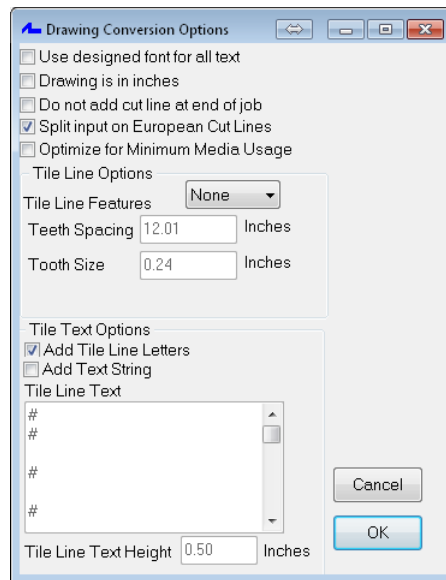 Drawing Conversion Options
Use designed font for all text
Drawing is in inches
Do not add cut line at end of job
Split input on European Cut Lines
Optimize for Minimum Media Usage
Tile Line Options
Tile Line Features None
Teeth Spacing 12.01 Inches
Tooth Size 0.24 Inches
Tile Text Options
Add Tile Line Letters
Add Text String
Tile Line Text
#
#
#
#
Cancel
OK
Tile Line Text Height 0.50 Inches